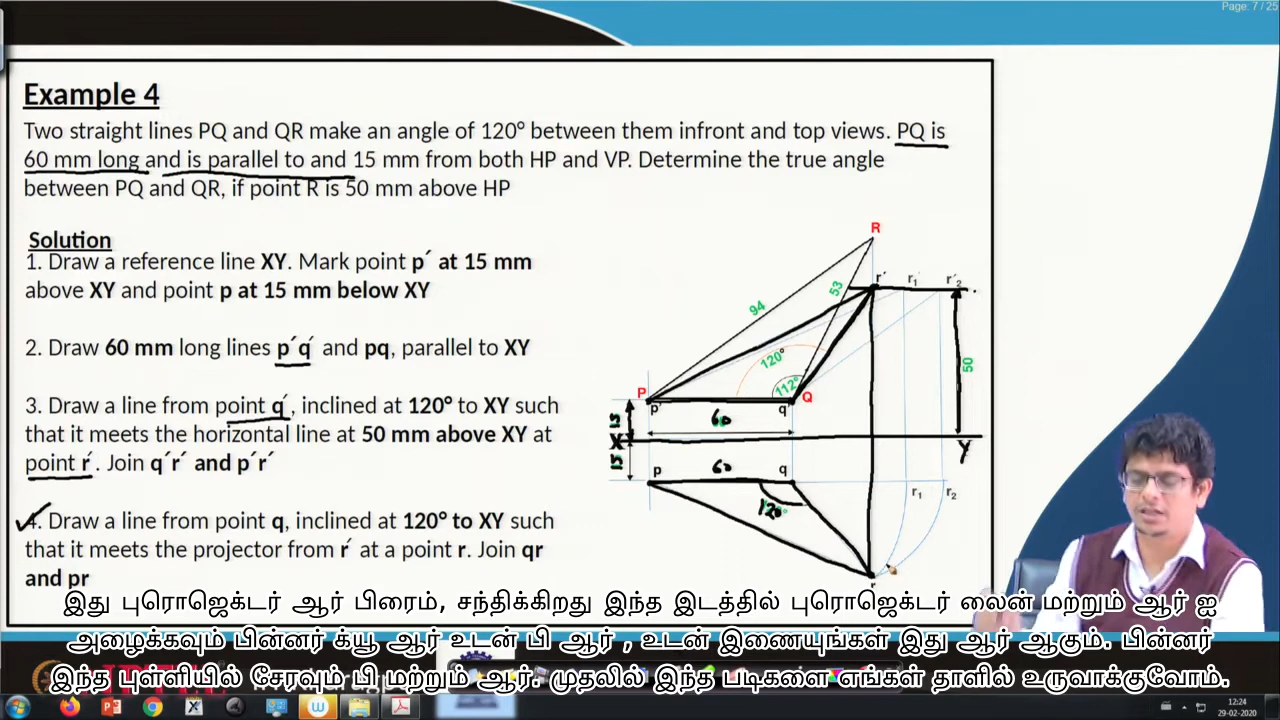 Page: 7 / 25
Example 4
Two straight lines PQ and QR make an angle of 120° between them infront and top views. PQ is
60 mm long and is parallel to and 15 mm from both HP and VP. Determine the true angle
between PQ and QR, if point R is 50 mm above HP
Solution
1. Draw a reference line XY. Mark point p´ at 15 mm
above XY and point p at 15 mm below XY
2. Draw 60 mm long lines p´q´ and pq, parallel to XY
3. Draw a line from point q´, inclined at 120° to XY such
that it meets the horizontal line at 50 mm above XY at
point r´. Join q´r´ and p´r´
4. Draw a line from point q, inclined at 120° to XY such
that it meets the projector from r´ at a point r. Join qr
and pr
R
r´ r₁´ r´₂
53
94
120°
112°
50
P
Q
p´ q´
15
60
X
Y
15
p 60 q
120°
r₁ r₂
r
இது புரொஜெக்டர் ஆர் பிரைம், சந்திக்கிறது இந்த இடத்தில் புரொஜெக்டர் லைன் மற்றும் ஆர் ஐ
அழைக்கவும் பின்னர் க்யூ ஆர் உடன் பி ஆர் , உடன் இணையுங்கள் இது ஆர் ஆகும். பின்னர்
இந்த புள்ளியில் சேரவும் பி மற்றும் ஆர். முதலில் இந்த படிகளை எங்கள் தாளில் உருவாக்குவோம்.
12:24
29-02-2020